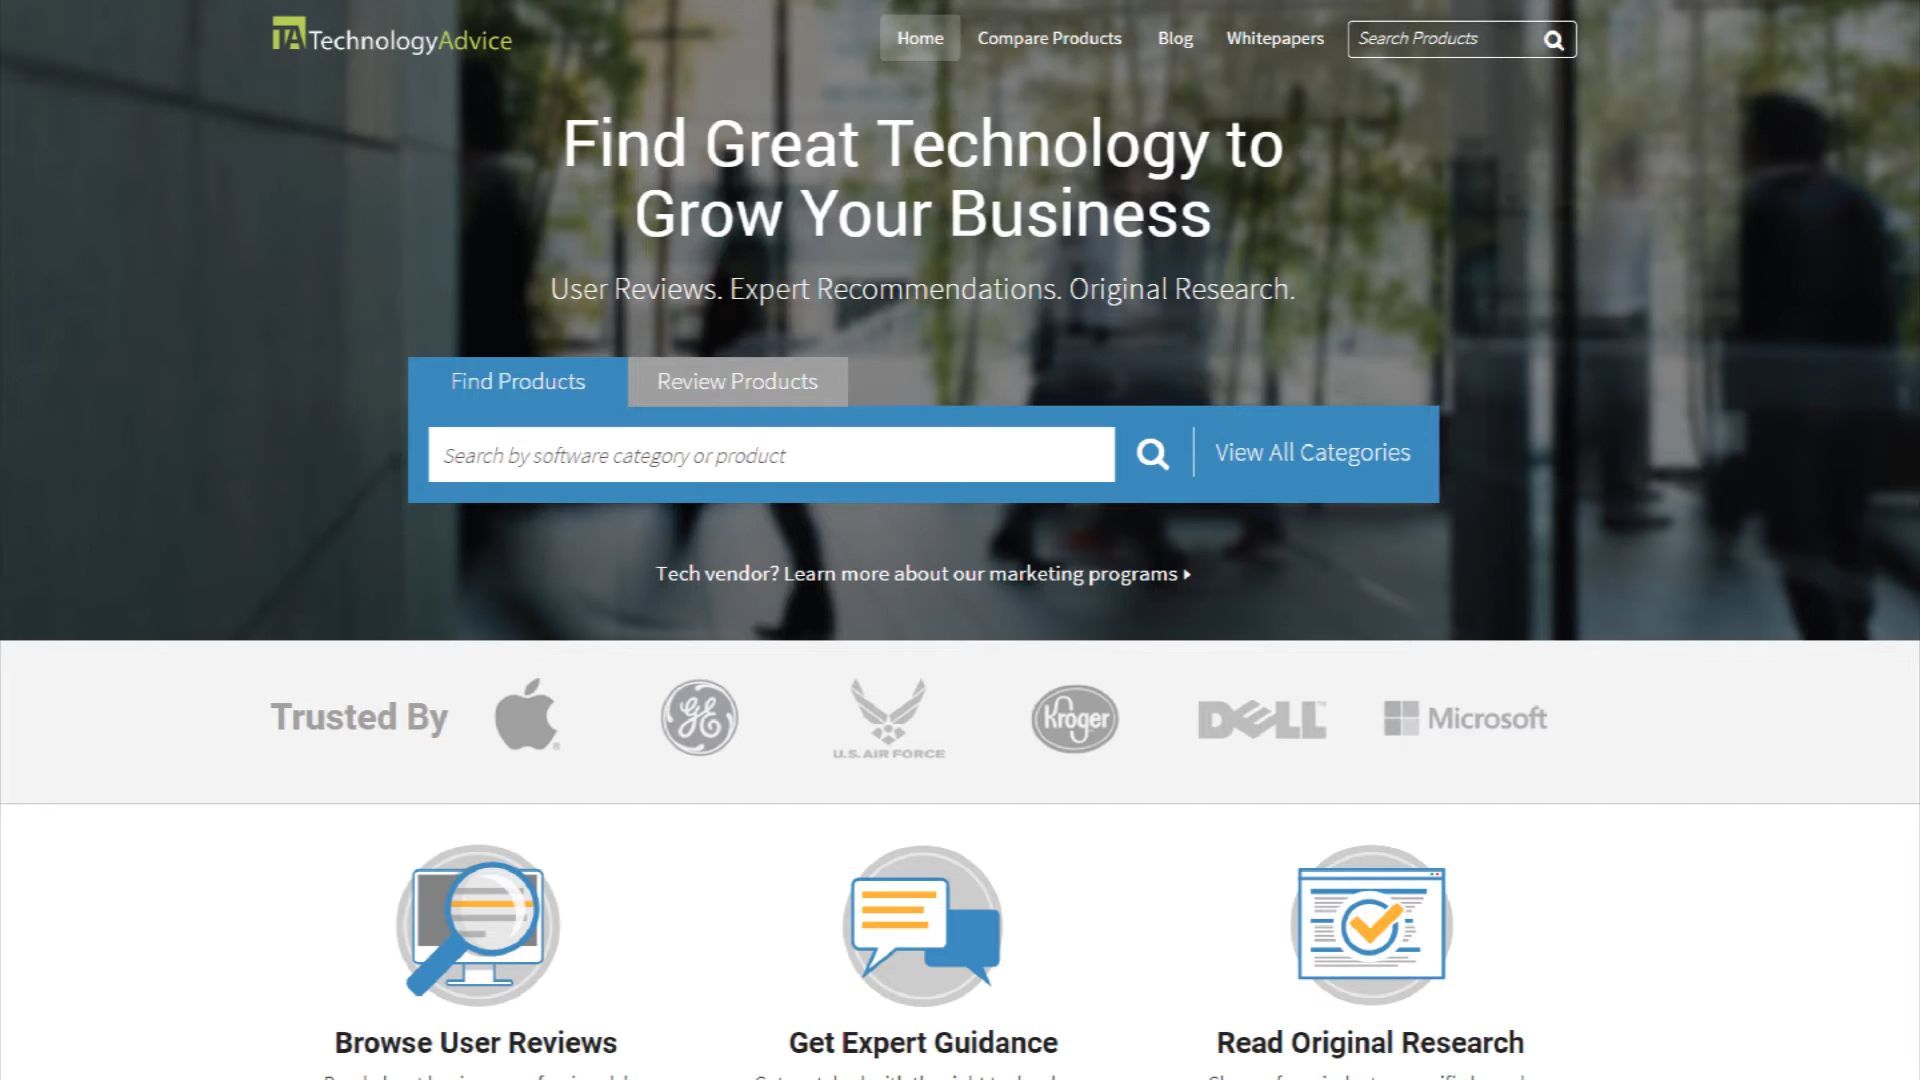 TA TechnologyAdvice
Home Compare Products Blog Whitepapers Search Products
Find Great Technology to
Grow Your Business
User Reviews. Expert Recommendations. Original Research.
Find Products Review Products
Search by software category or product View All Categories
Tech vendor? Learn more about our marketing programs
Trusted By GE U.S. AIR FORCE Kroger DELL Microsoft
Browse User Reviews Get Expert Guidance Read Original Research